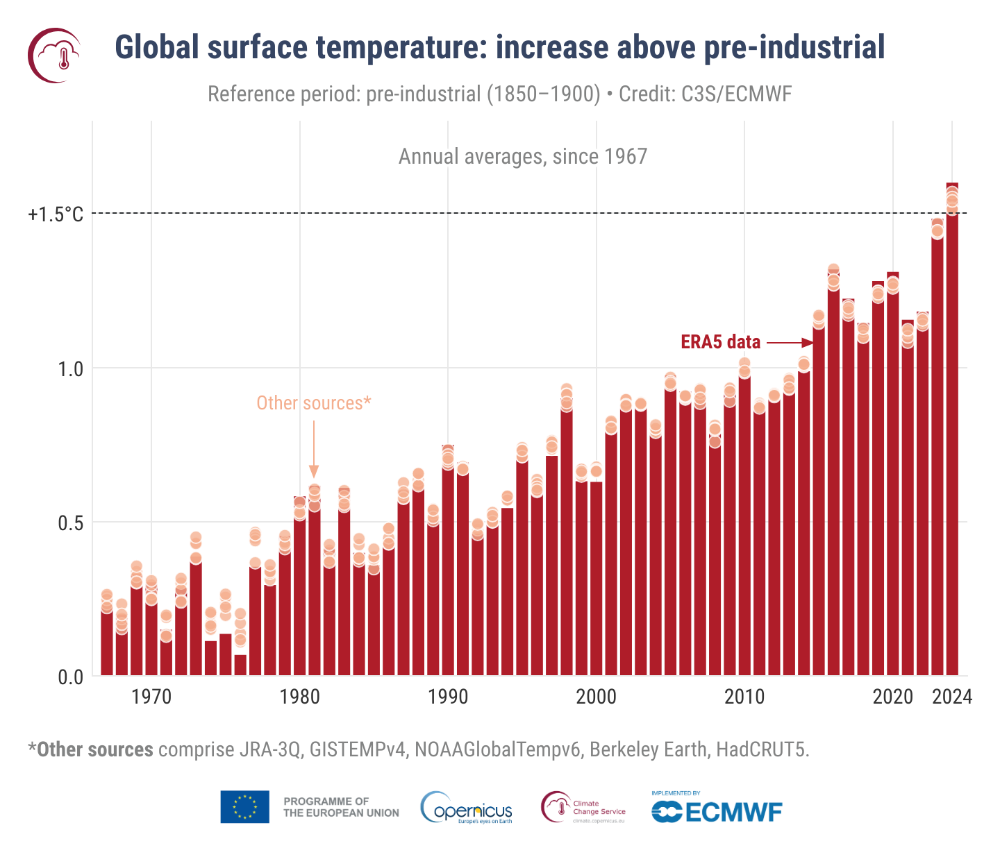 Global surface temperature: increase above pre-industrial
Reference period: pre-industrial (1850–1900) • Credit: C3S/ECMWF
Annual averages, since 1967
+1.5°C
ERA5 data
1.0
Other sources*
0.5
0.0
1970
1980
1990
2000
2010
2020
2024
*Other sources comprise JRA-3Q, GISTEMPv4, NOAAGlobalTempv6, Berkeley Earth, HadCRUT5.
PROGRAMME OF
THE EUROPEAN UNION
opernicus
Europe's eyes on Earth
Climate
Change Service
climate.copernicus.eu
IMPLEMENTED BY
ECMWF